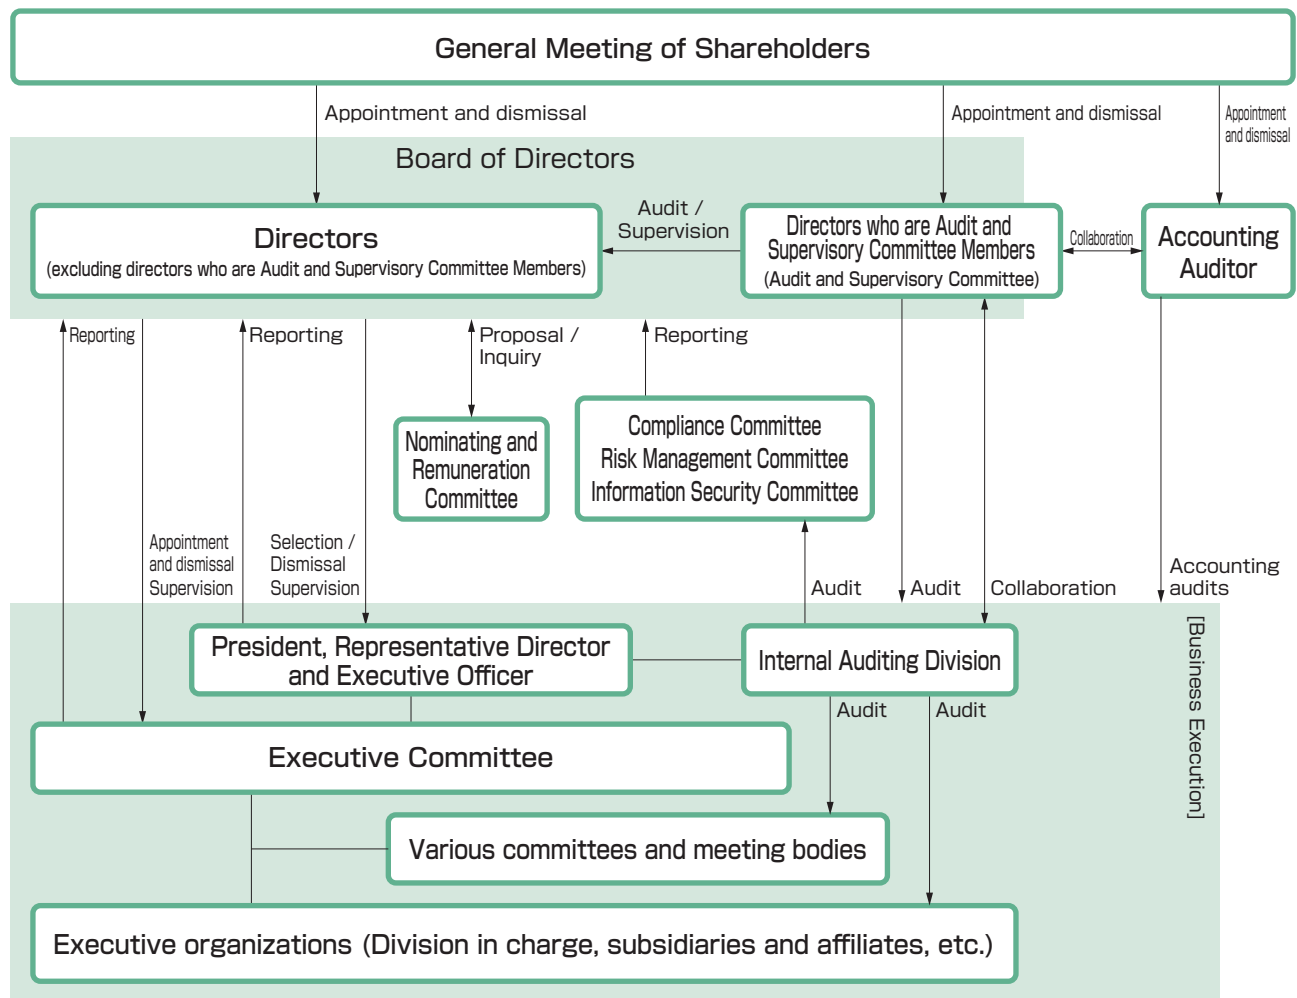 General Meeting of Shareholders
Appointment and dismissal
Appointment and dismissal
Appointment
and dismissal
Board of Directors
Directors
(excluding directors who are Audit and Supervisory Committee Members)
Audit /
Supervision
Directors who are Audit and
Supervisory Committee Members
(Audit and Supervisory Committee)
Collaboration
Accounting
Auditor
Reporting
Reporting
Proposal /
Inquiry
Reporting
Nominating and
Remuneration
Committee
Compliance Committee
Risk Management Committee
Information Security Committee
Appointment
and dismissal
Supervision
Selection /
Dismissal
Supervision
Audit
Audit
Collaboration
Accounting
audits
[Business Execution]
President, Representative Director
and Executive Officer
Internal Auditing Division
Audit
Audit
Executive Committee
Various committees and meeting bodies
Executive organizations (Division in charge, subsidiaries and affiliates, etc.)